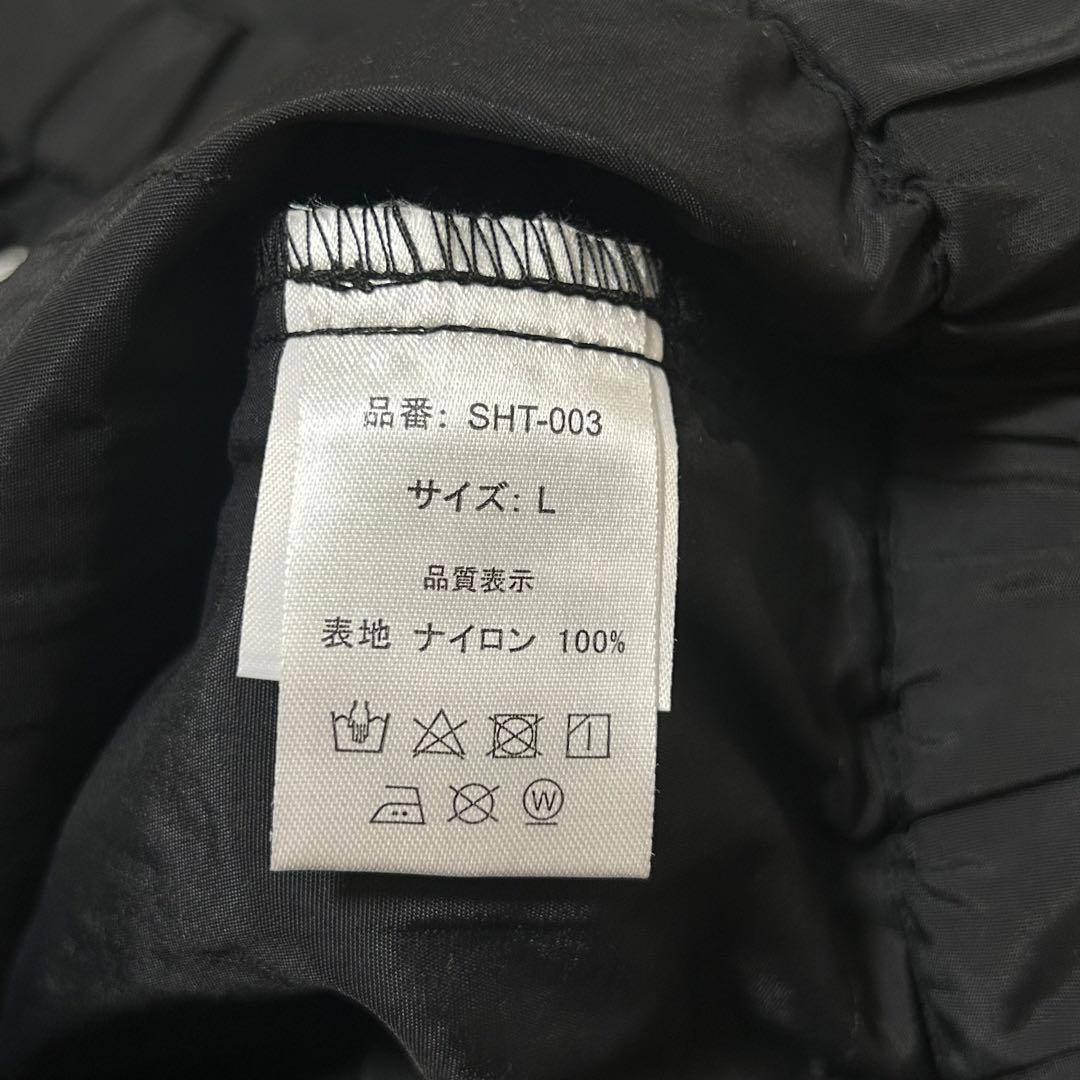 品番: SHT-003
サイズ: L
品質表示
表地 ナイロン 100%
W